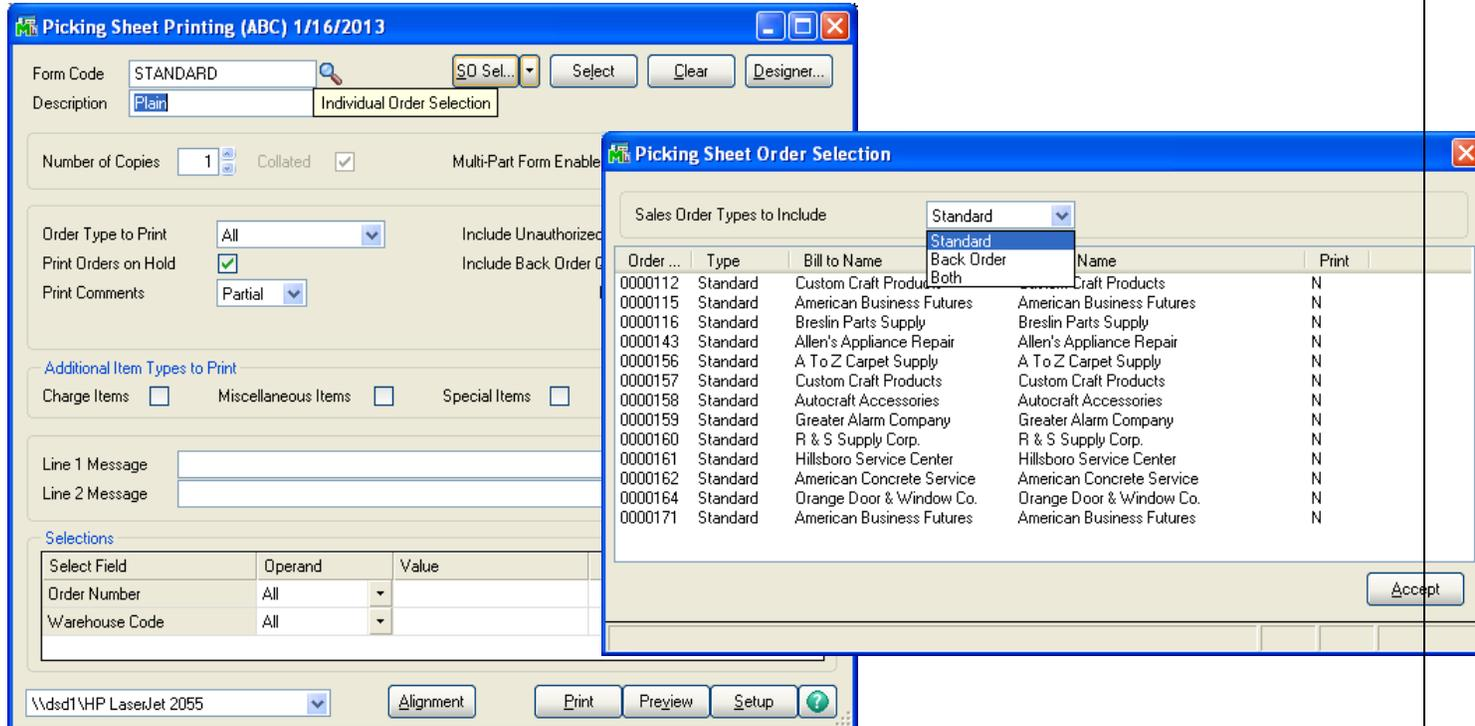 Picking Sheet Printing (ABC) 1/16/2013
Form Code STANDARD SO Sel... Select Clear Designer...
Description Plain Individual Order Selection
Number of Copies 1 Collated Multi-Part Form Enable
Order Type to Print All Include Unauthorized
Print Orders on Hold Include Back Order
Print Comments Partial
Additional Item Types to Print
Charge Items Miscellaneous Items Special Items
Line 1 Message
Line 2 Message
Selections
Select Field Operand Value
Order Number All
Warehouse Code All
\\dsd1\HP LaserJet 2055 Alignment Print Preview Setup
Picking Sheet Order Selection
Sales Order Types to Include Standard
Standard
Back Order
Both
Order ... Type Bill to Name Name Print
0000112 Standard Custom Craft Craft Products N
0000115 Standard American Business Futures American Business Futures N
0000116 Standard Breslin Parts Supply Breslin Parts Supply N
0000143 Standard Allen's Appliance Repair Allen's Appliance Repair N
0000156 Standard A To Z Carpet Supply A To Z Carpet Supply N
0000157 Standard Custom Craft Products Custom Craft Products N
0000158 Standard Autocraft Accessories Autocraft Accessories N
0000159 Standard Greater Alarm Company Greater Alarm Company N
0000160 Standard R & S Supply Corp. R & S Supply Corp. N
0000161 Standard Hillsboro Service Center Hillsboro Service Center N
0000162 Standard American Concrete Service American Concrete Service N
0000164 Standard Orange Door & Window Co. Orange Door & Window Co. N
0000171 Standard American Business Futures American Business Futures N
Accept